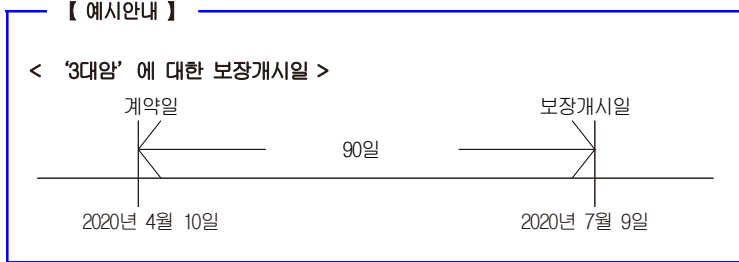 【 예시안내 】
< ‘3대암’ 에 대한 보장개시일 >
계약일 보장개시일
90일
2020년 4월 10일 2020년 7월 9일